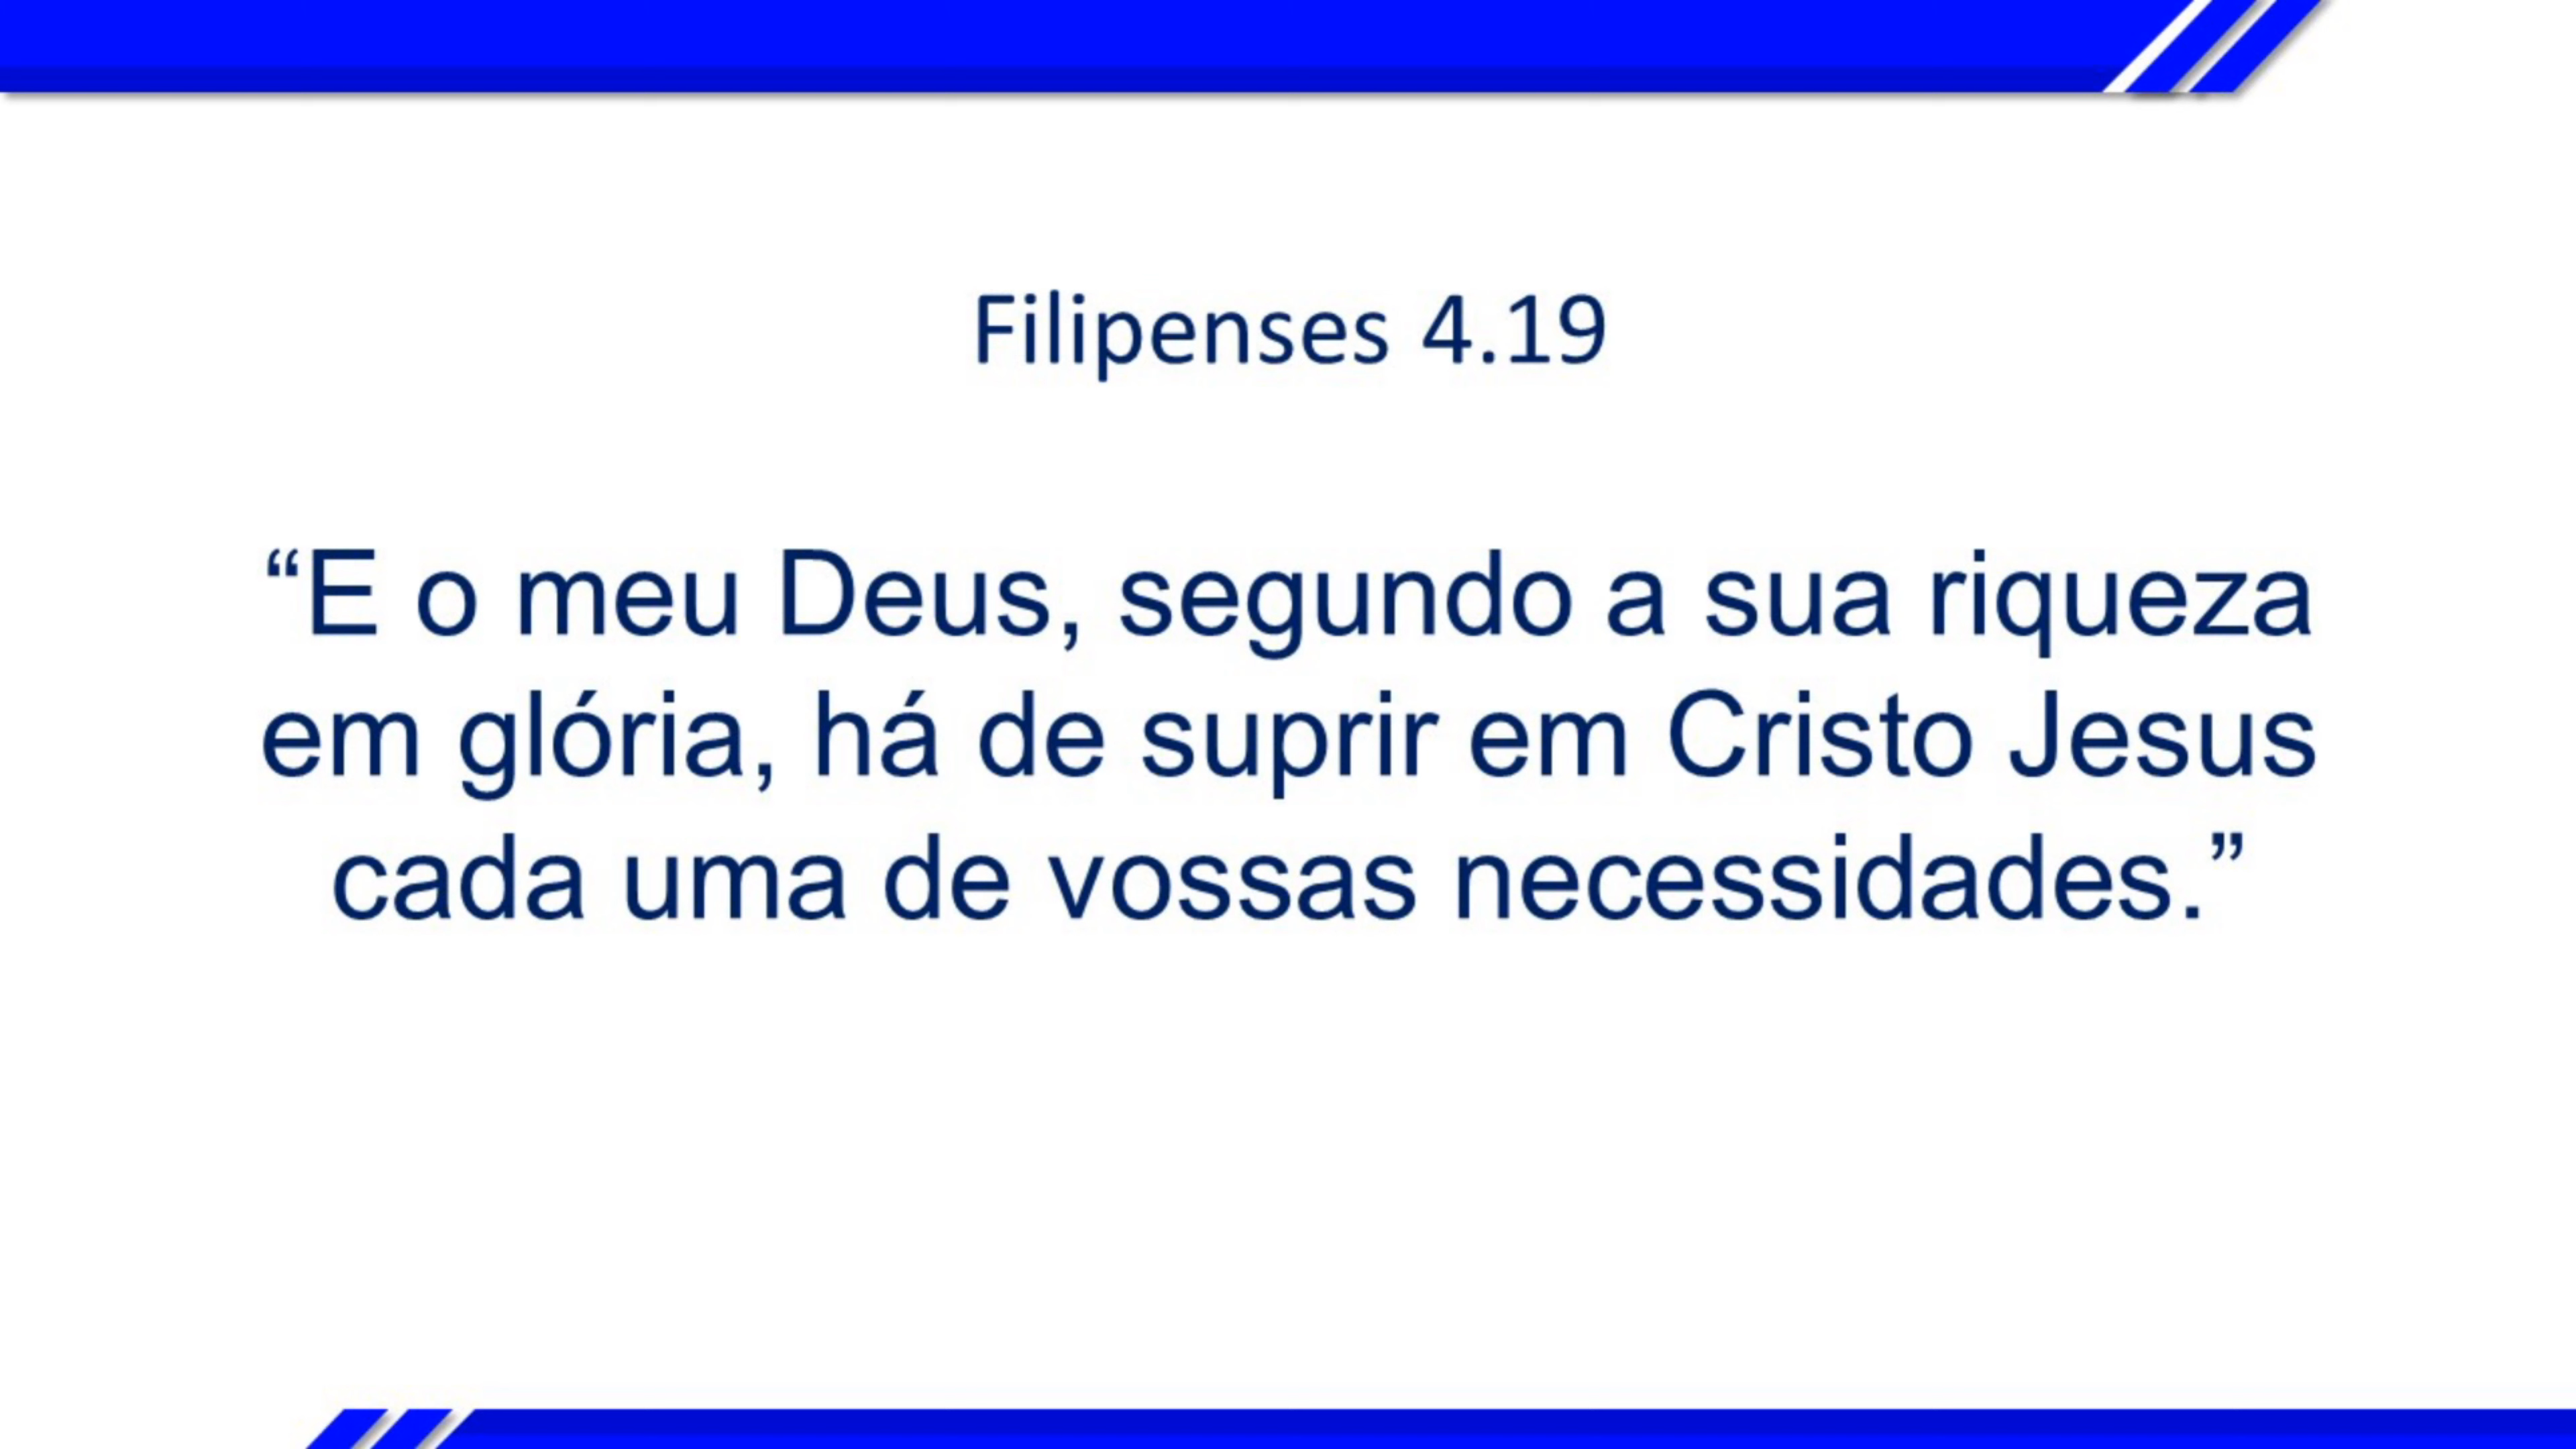 Filipenses 4.19
“E o meu Deus, segundo a sua riqueza
em glória, há de suprir em Cristo Jesus
cada uma de vossas necessidades.”